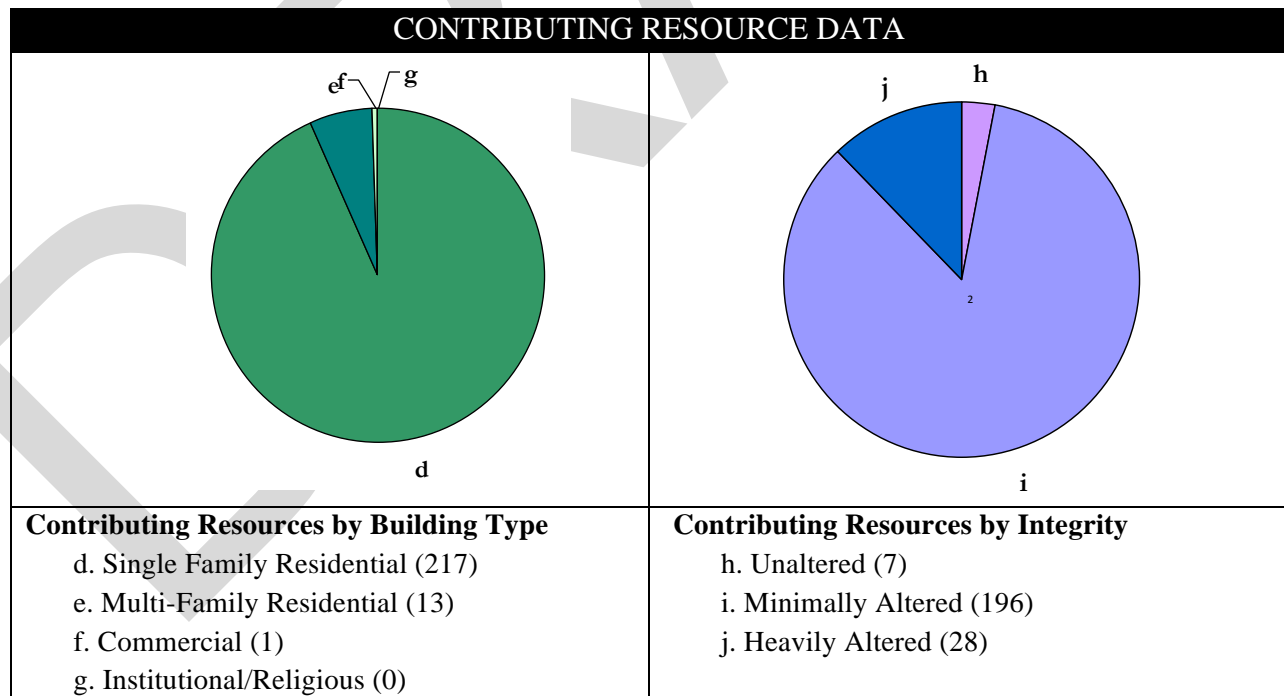 CONTRIBUTING RESOURCE DATA
e f g
d
j h
2
i
Contributing Resources by Building Type
d. Single Family Residential (217)
e. Multi-Family Residential (13)
f. Commercial (1)
g. Institutional/Religious (0)
Contributing Resources by Integrity
h. Unaltered (7)
i. Minimally Altered (196)
j. Heavily Altered (28)